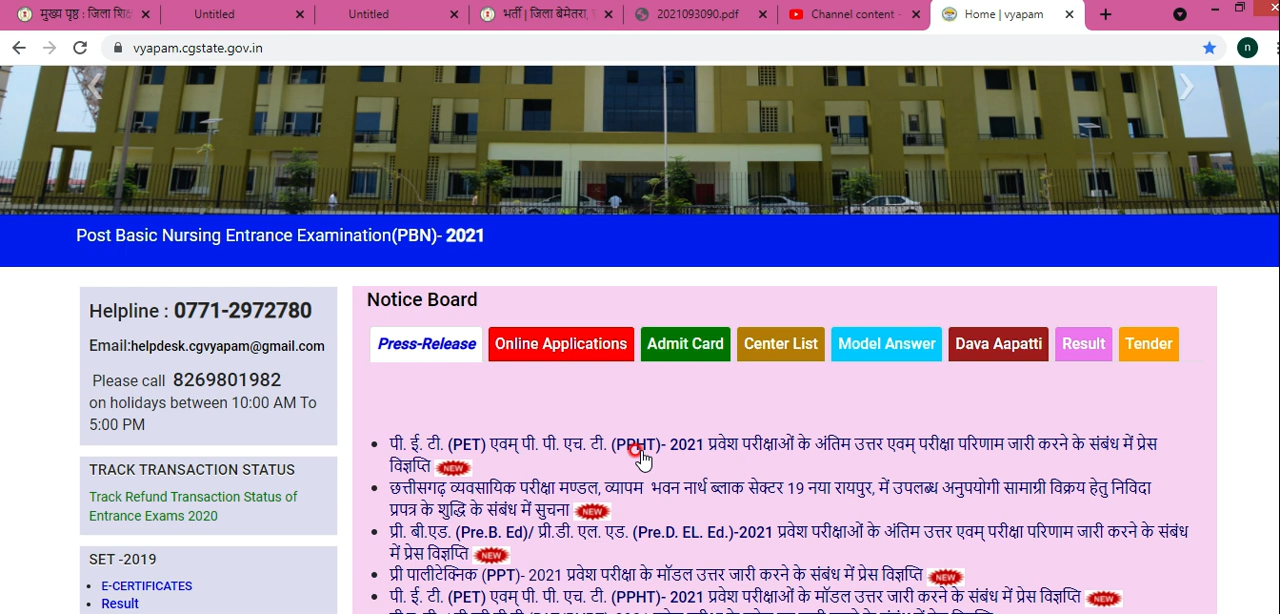 मुख्य पृष्ठ : जिला शि
Untitled
Untitled
भर्ती | जिला बेमेतरा,
2021093090.pdf
Channel content -
Home | vyapam
vyapam.cgstate.gov.in
n
Post Basic Nursing Entrance Examination(PBN)- 2021
Helpline : 0771-2972780
Email:helpdesk.cgvyapam@gmail.com
Please call 8269801982
on holidays between 10:00 AM To
5:00 PM
TRACK TRANSACTION STATUS
Track Refund Transaction Status of
Entrance Exams 2020
SET -2019
E-CERTIFICATES
Result
Notice Board
Press-Release Online Applications Admit Card Center List Model Answer Dava Aapatti Result Tender
पी. ई. टी. (PET) एवम् पी. पी. एच. टी. (PPHT)- 2021 प्रवेश परीक्षाओं के अंतिम उत्तर एवम् परीक्षा परिणाम जारी करने के संबंध में प्रेस
विज्ञप्ति NEW
छत्तीसगढ़ व्यवसायिक परीक्षा मण्डल, व्यापम भवन नार्थ ब्लाक सेक्टर 19 नया रायपुर, में उपलब्ध अनुपयोगी सामाग्री विक्रय हेतु निविदा
प्रपत्र के शुद्धि के संबंध में सुचना NEW
प्री. बी.एड. (Pre.B. Ed)/ प्री.डी. एल. एड. (Pre.D. EL. Ed.)-2021 प्रवेश परीक्षाओं के अंतिम उत्तर एवम् परीक्षा परिणाम जारी करने के संबंध
में प्रेस विज्ञप्ति NEW
प्री पालीटेक्निक (PPT)- 2021 प्रवेश परीक्षा के मॉडल उत्तर जारी करने के संबंध में प्रेस विज्ञप्ति NEW
पी. ई. टी. (PET) एवम् पी. पी. एच. टी. (PPHT)- 2021 प्रवेश परीक्षाओं के मॉडल उत्तर जारी करने के संबंध में प्रेस विज्ञप्ति NEW